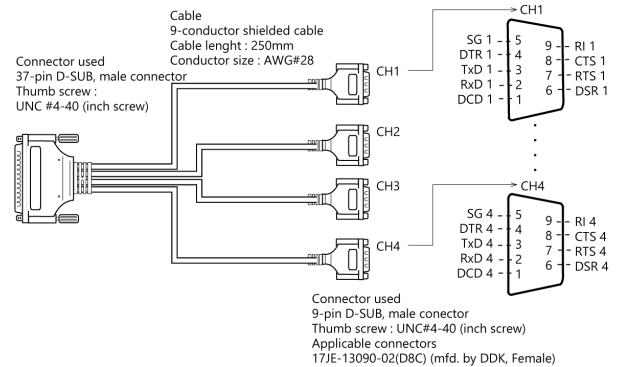 Cable
9-conductor shielded cable
Cable lenght : 250mm
Conductor size : AWG#28
Connector used
37-pin D-SUB, male connector
Thumb screw :
UNC #4-40 (inch screw)
CH1
CH2
CH3
CH4
CH1
SG 1 5
DTR 1 4
TxD 1 3
RxD 1 2
DCD 1 1
9 RI 1
8 CTS 1
7 RTS 1
6 DSR 1
CH4
SG 4 5
DTR 4 4
TxD 4 3
RxD 4 2
DCD 4 1
9 RI 4
8 CTS 4
7 RTS 4
6 DSR 4
Connector used
9-pin D-SUB, male conector
Thumb screw : UNC#4-40 (inch screw)
Applicable connectors
17JE-13090-02(D8C) (mfd. by DDK, Female)